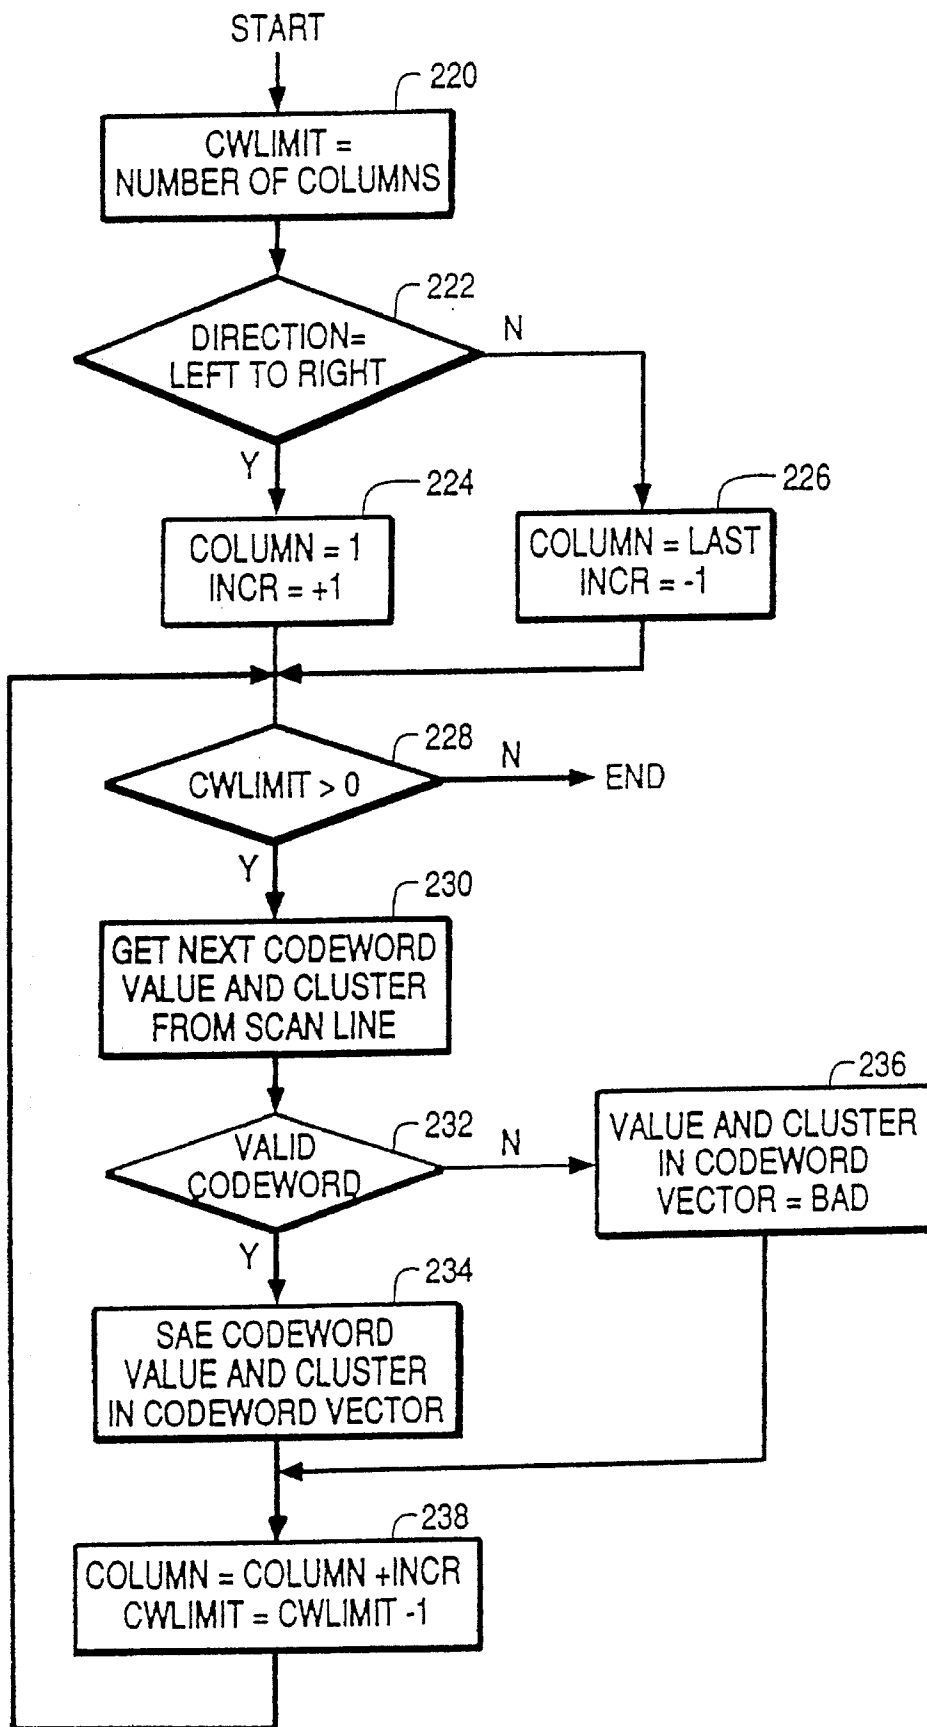 START
220
CWLIMIT =
NUMBER OF COLUMNS
222
DIRECTION=
LEFT TO RIGHT
N
Y
224
COLUMN = 1
INCR = +1
226
COLUMN = LAST
INCR = -1
228
CWLIMIT > 0
N
END
Y
230
GET NEXT CODEWORD
VALUE AND CLUSTER
FROM SCAN LINE
232
VALID
CODEWORD
N
236
VALUE AND CLUSTER
IN CODEWORD
VECTOR = BAD
Y
234
SAE CODEWORD
VALUE AND CLUSTER
IN CODEWORD VECTOR
238
COLUMN = COLUMN +INCR
CWLIMIT = CWLIMIT -1